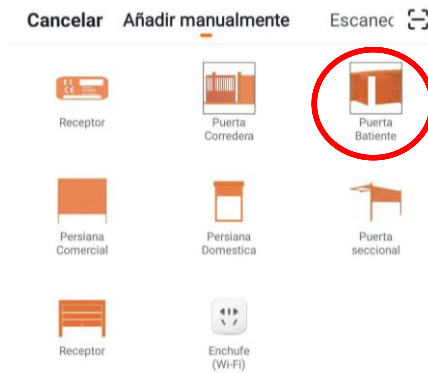 Cancelar Añadir manualmente Escanec
Receptor
Puerta
Corredera
Puerta
Batiente
Persiana
Comercial
Persiana
Domestica
Puerta
seccional
Receptor
Enchufe
(Wi-Fi)